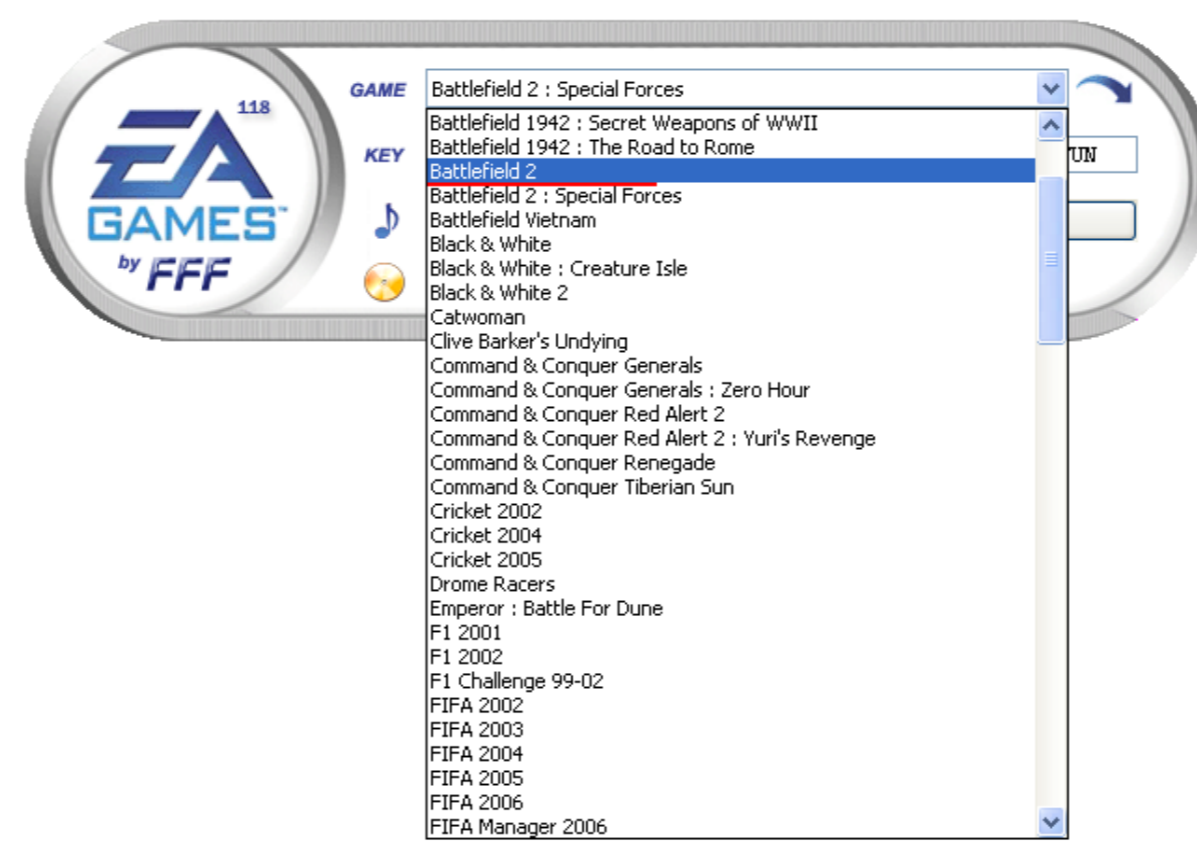 GAME
Battlefield 2 : Special Forces
118
EA
GAMES™
by FFF
KEY
Battlefield 1942 : Secret Weapons of WWII
Battlefield 1942 : The Road to Rome
Battlefield 2
Battlefield 2 : Special Forces
Battlefield Vietnam
Black & White
Black & White : Creature Isle
Black & White 2
Catwoman
Clive Barker's Undying
Command & Conquer Generals
Command & Conquer Generals : Zero Hour
Command & Conquer Red Alert 2
Command & Conquer Red Alert 2 : Yuri's Revenge
Command & Conquer Renegade
Command & Conquer Tiberian Sun
Cricket 2002
Cricket 2004
Cricket 2005
Drome Racers
Emperor : Battle For Dune
F1 2001
F1 2002
F1 Challenge 99-02
FIFA 2002
FIFA 2003
FIFA 2004
FIFA 2005
FIFA 2006
FIFA Manager 2006